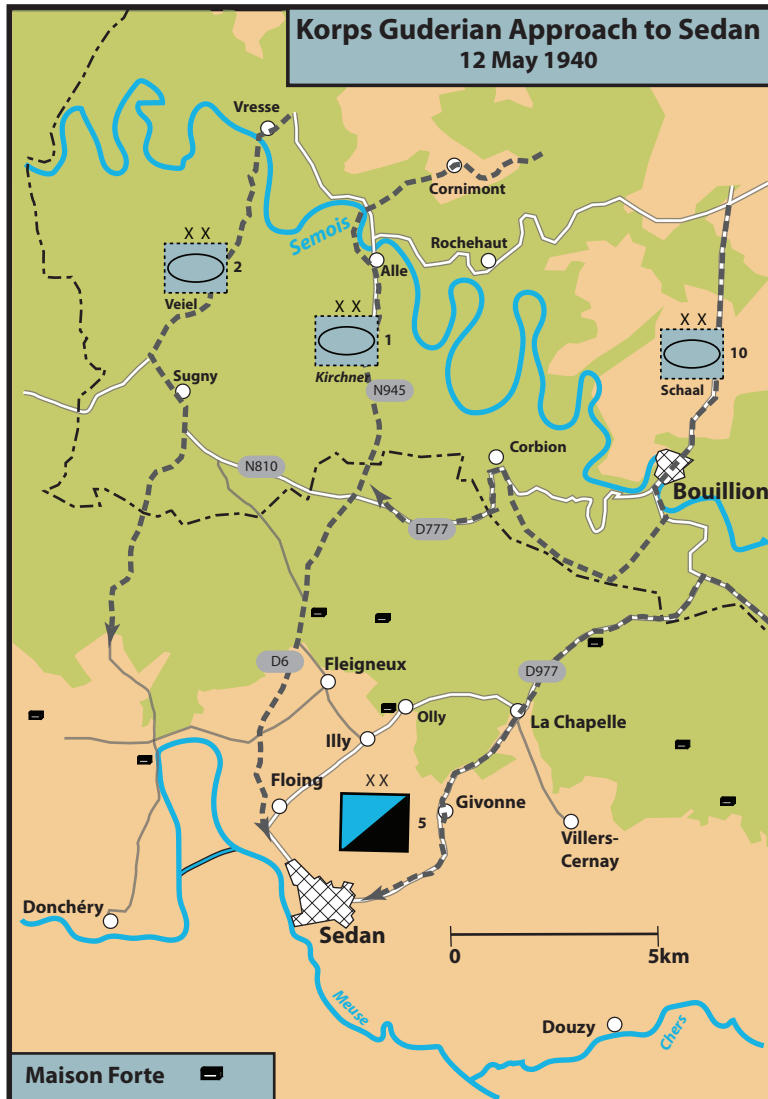 Korps Guderian Approach to Sedan
12 May 1940
Vresse
Cornimont
Semois
Rochehaut
Alle
X X
2
Veiel
X X
1
Kirchner
X X
10
Schaal
Sugny
N945
Corbion
N810
Bouillion
D777
D6
Fleigneux
D977
Olly
La Chapelle
Illy
Floing
X X
5
Givonne
Villers-
Cernay
Donchéry
Sedan
0
5km
Meuse
Douzy
Chers
Maison Forte